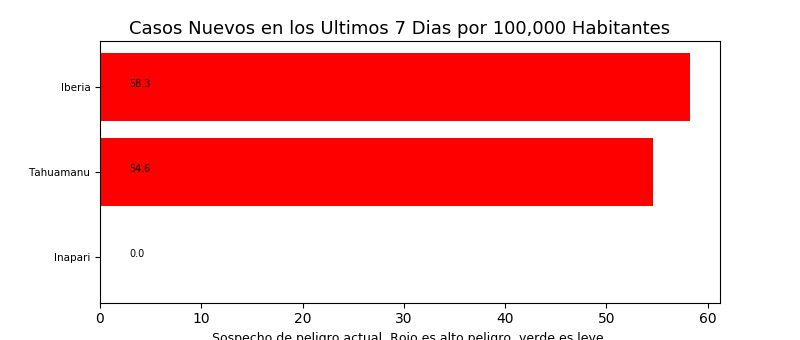 Casos Nuevos en los Ultimos 7 Dias por 100,000 Habitantes
Iberia
58.3
Tahuamanu
54.6
Inapari
0.0
0 10 20 30 40 50 60
Sospecho de peligro actual. Rojo es alto peligro, verde es leve